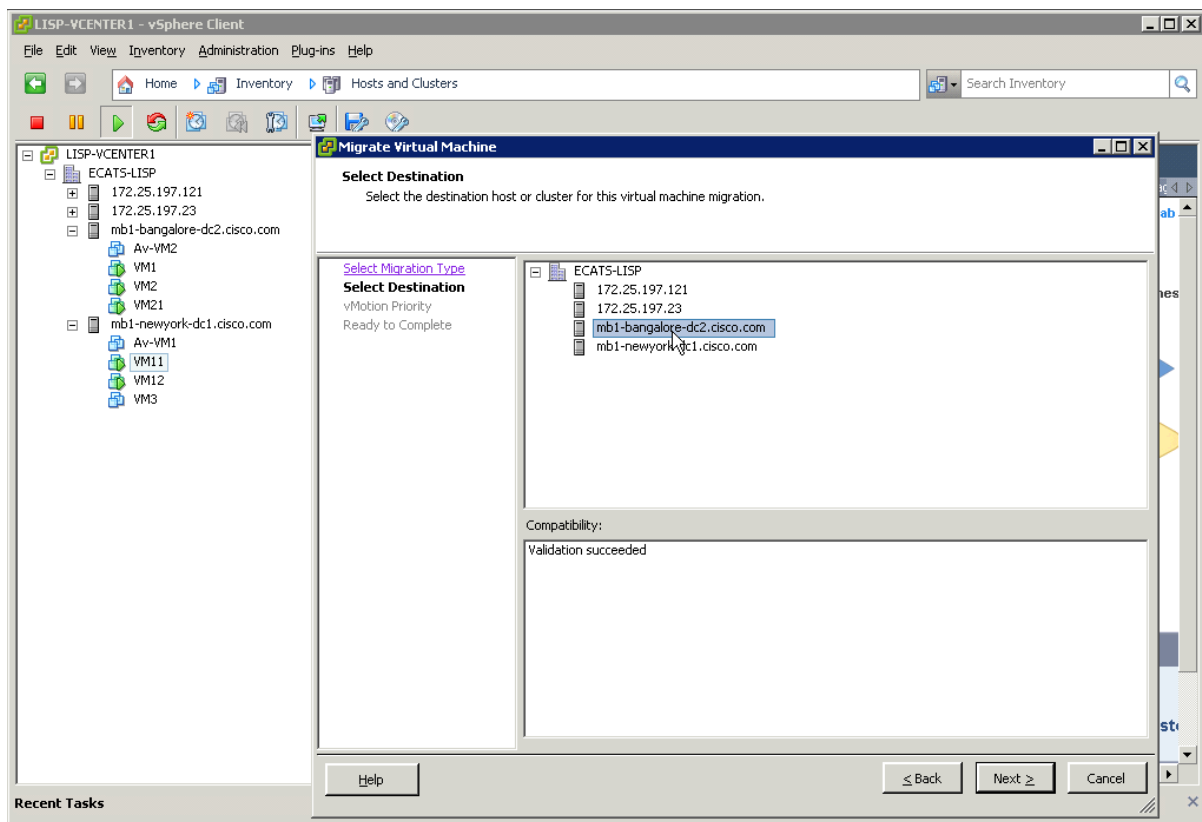 LISP-VCENTER1 - vSphere Client
File Edit View Inventory Administration Plug-ins Help
Home Inventory Hosts and Clusters Search Inventory
LISP-VCENTER1
ECATS-LISP
172.25.197.121
172.25.197.23
mb1-bangalore-dc2.cisco.com
Av-VM2
VM1
VM2
VM21
mb1-newyork-dc1.cisco.com
Av-VM1
VM11
VM12
VM3
Migrate Virtual Machine
Select Destination
Select the destination host or cluster for this virtual machine migration.
Select Migration Type
Select Destination
vMotion Priority
Ready to Complete
ECATS-LISP
172.25.197.121
172.25.197.23
mb1-bangalore-dc2.cisco.com
mb1-newyork-dc1.cisco.com
Compatibility:
Validation succeeded
Help
< Back Next > Cancel
ab
Recent Tasks